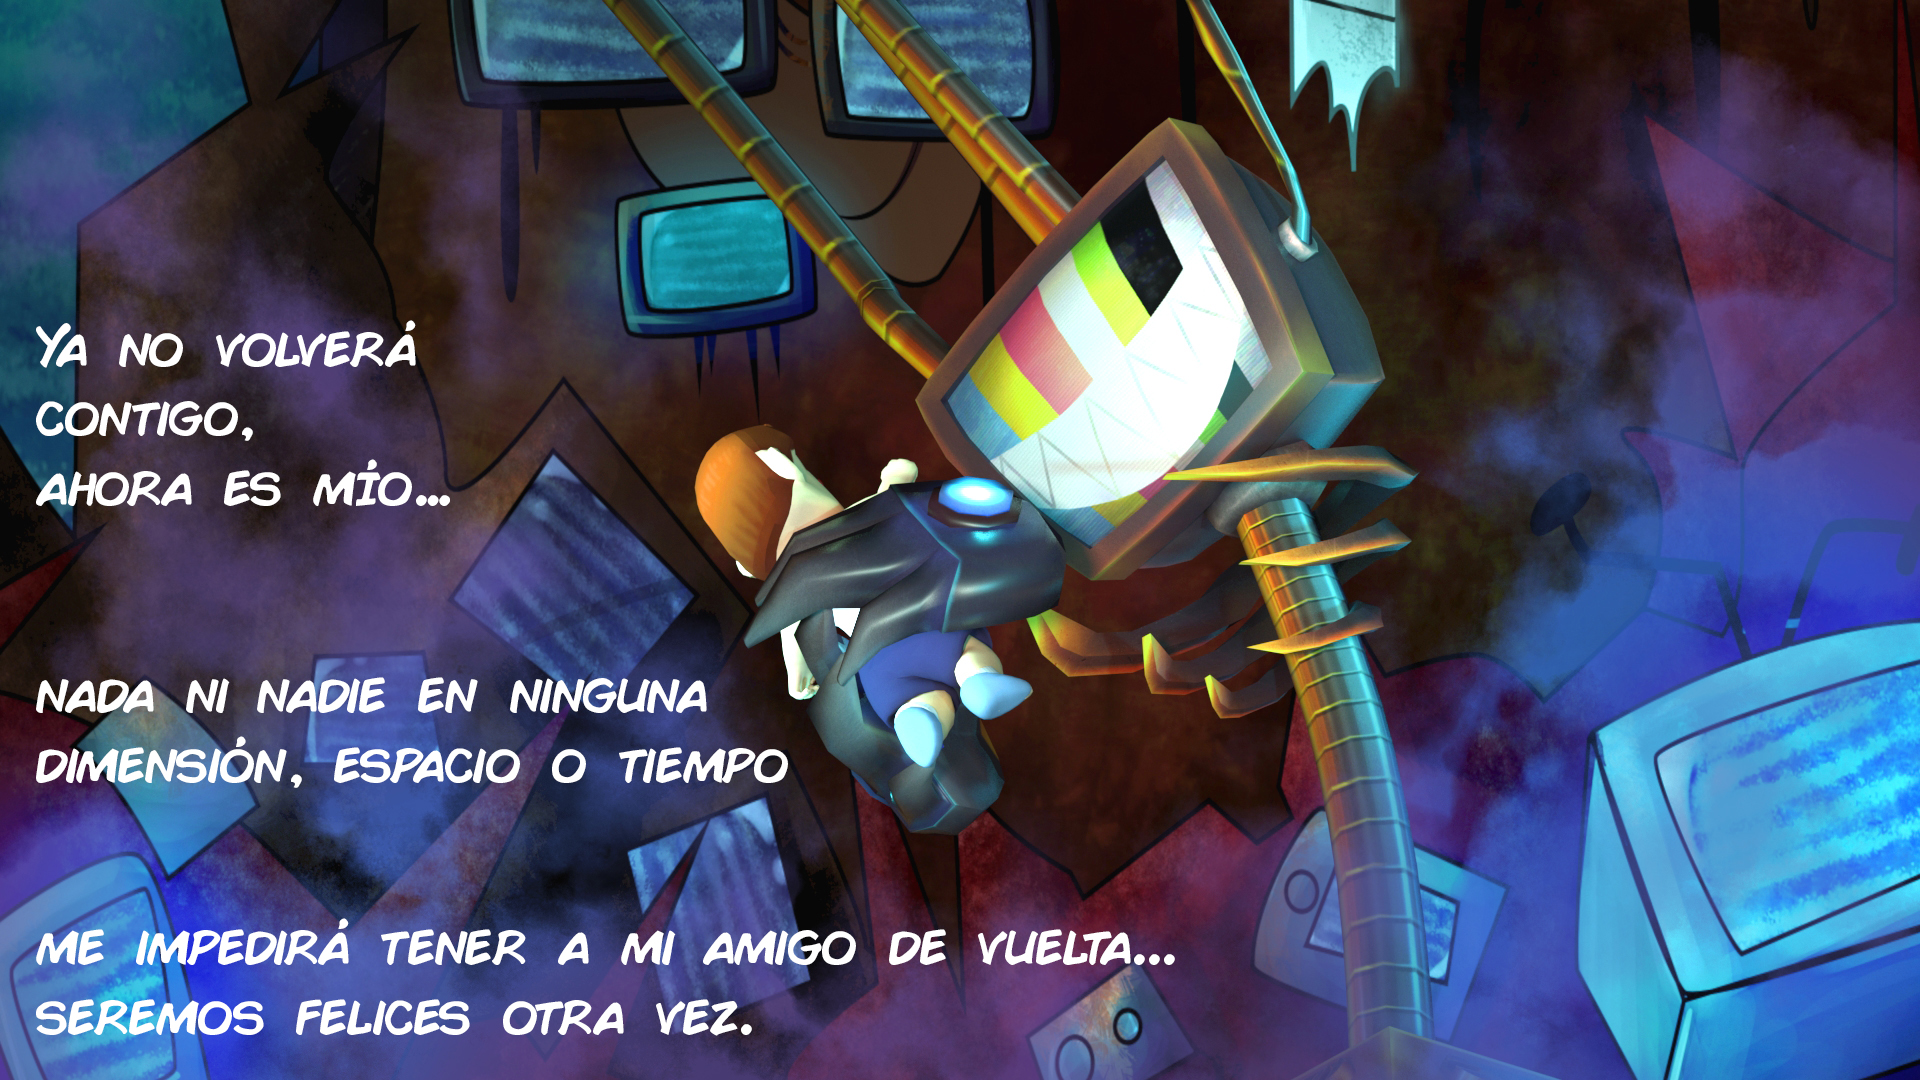 Ya no volverá
contigo,
ahora es mío...
nada ni nadie en ninguna
dimensión, espacio o tiempo
me impedirá tener a mi amigo de vuelta...
seremos felices otra vez.